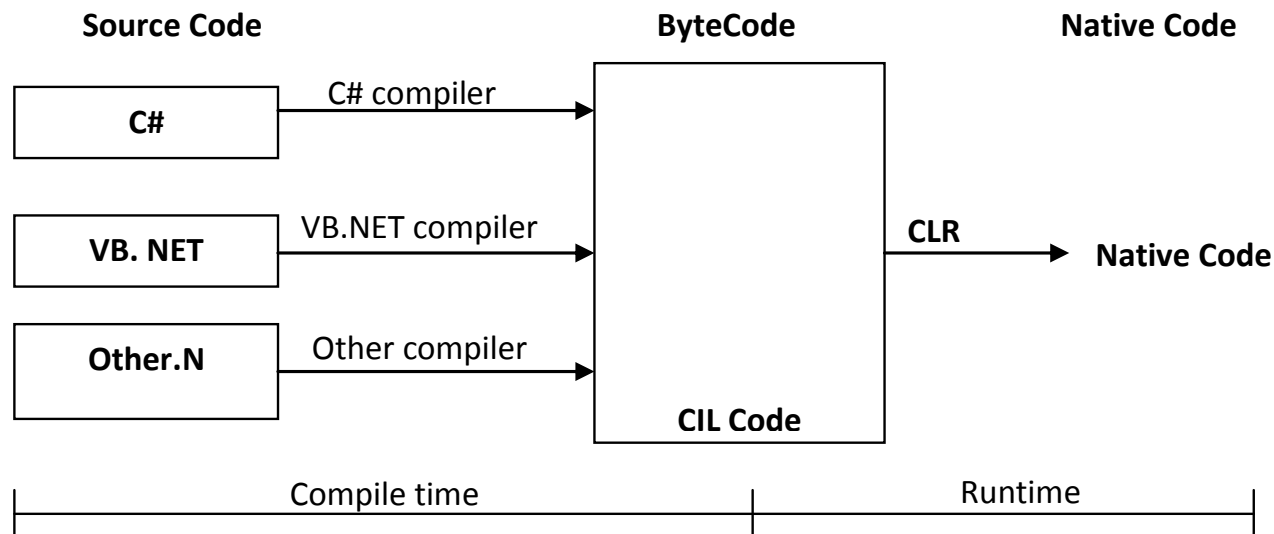 Source Code
ByteCode
Native Code
C#
C# compiler
VB. NET
VB.NET compiler
CLR
Native Code
Other.N
Other compiler
CIL Code
Compile time
Runtime